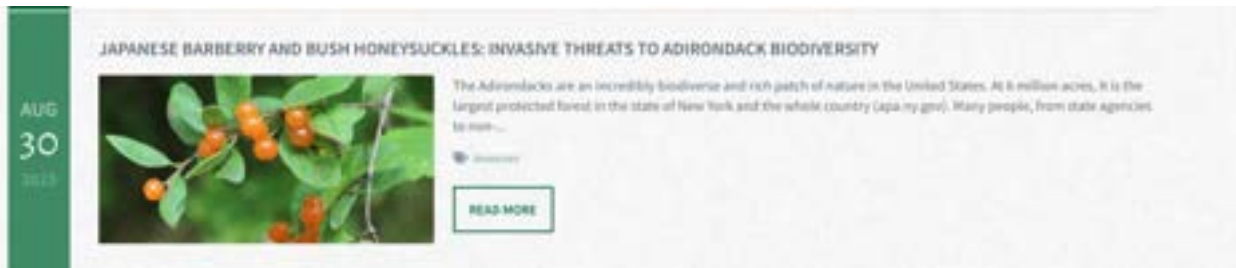 JAPANESE BARBERRY AND BUSH HONEYSUCKLES: INVASIVE THREATS TO ADIRONDACK BIODIVERSITY
AUG
30
The Adirondacks are an incredibly biodiverse and rich patch of nature in the United States. At 6 million acres, it is the
largest protected forest in the state of New York and the whole country (apa.ny.gov). Many people, from state agencies
to non-...
READ MORE